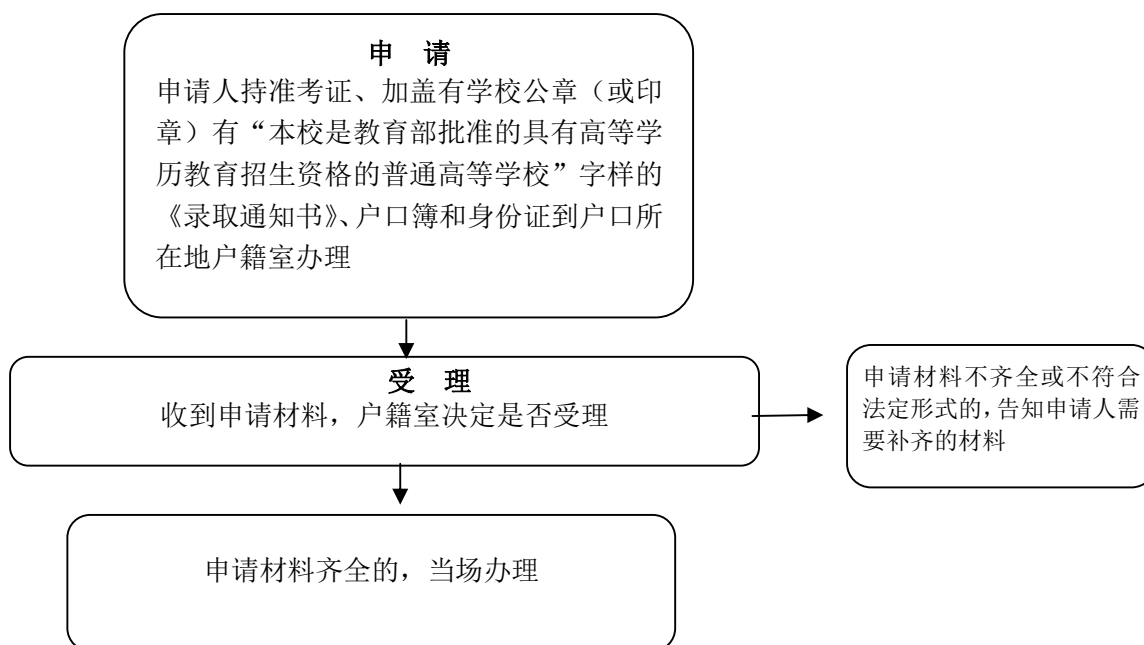 申 请
申请人持准考证、加盖有学校公章（或印
章）有“本校是教育部批准的具有高等学
历教育招生资格的普通高等学校”字样的
《录取通知书》、户口簿和身份证到户口所
在地户籍室办理
受 理
收到申请材料，户籍室决定是否受理
申请材料不齐全或不符合
法定形式的，告知申请人需
要补齐的材料
申请材料齐全的，当场办理